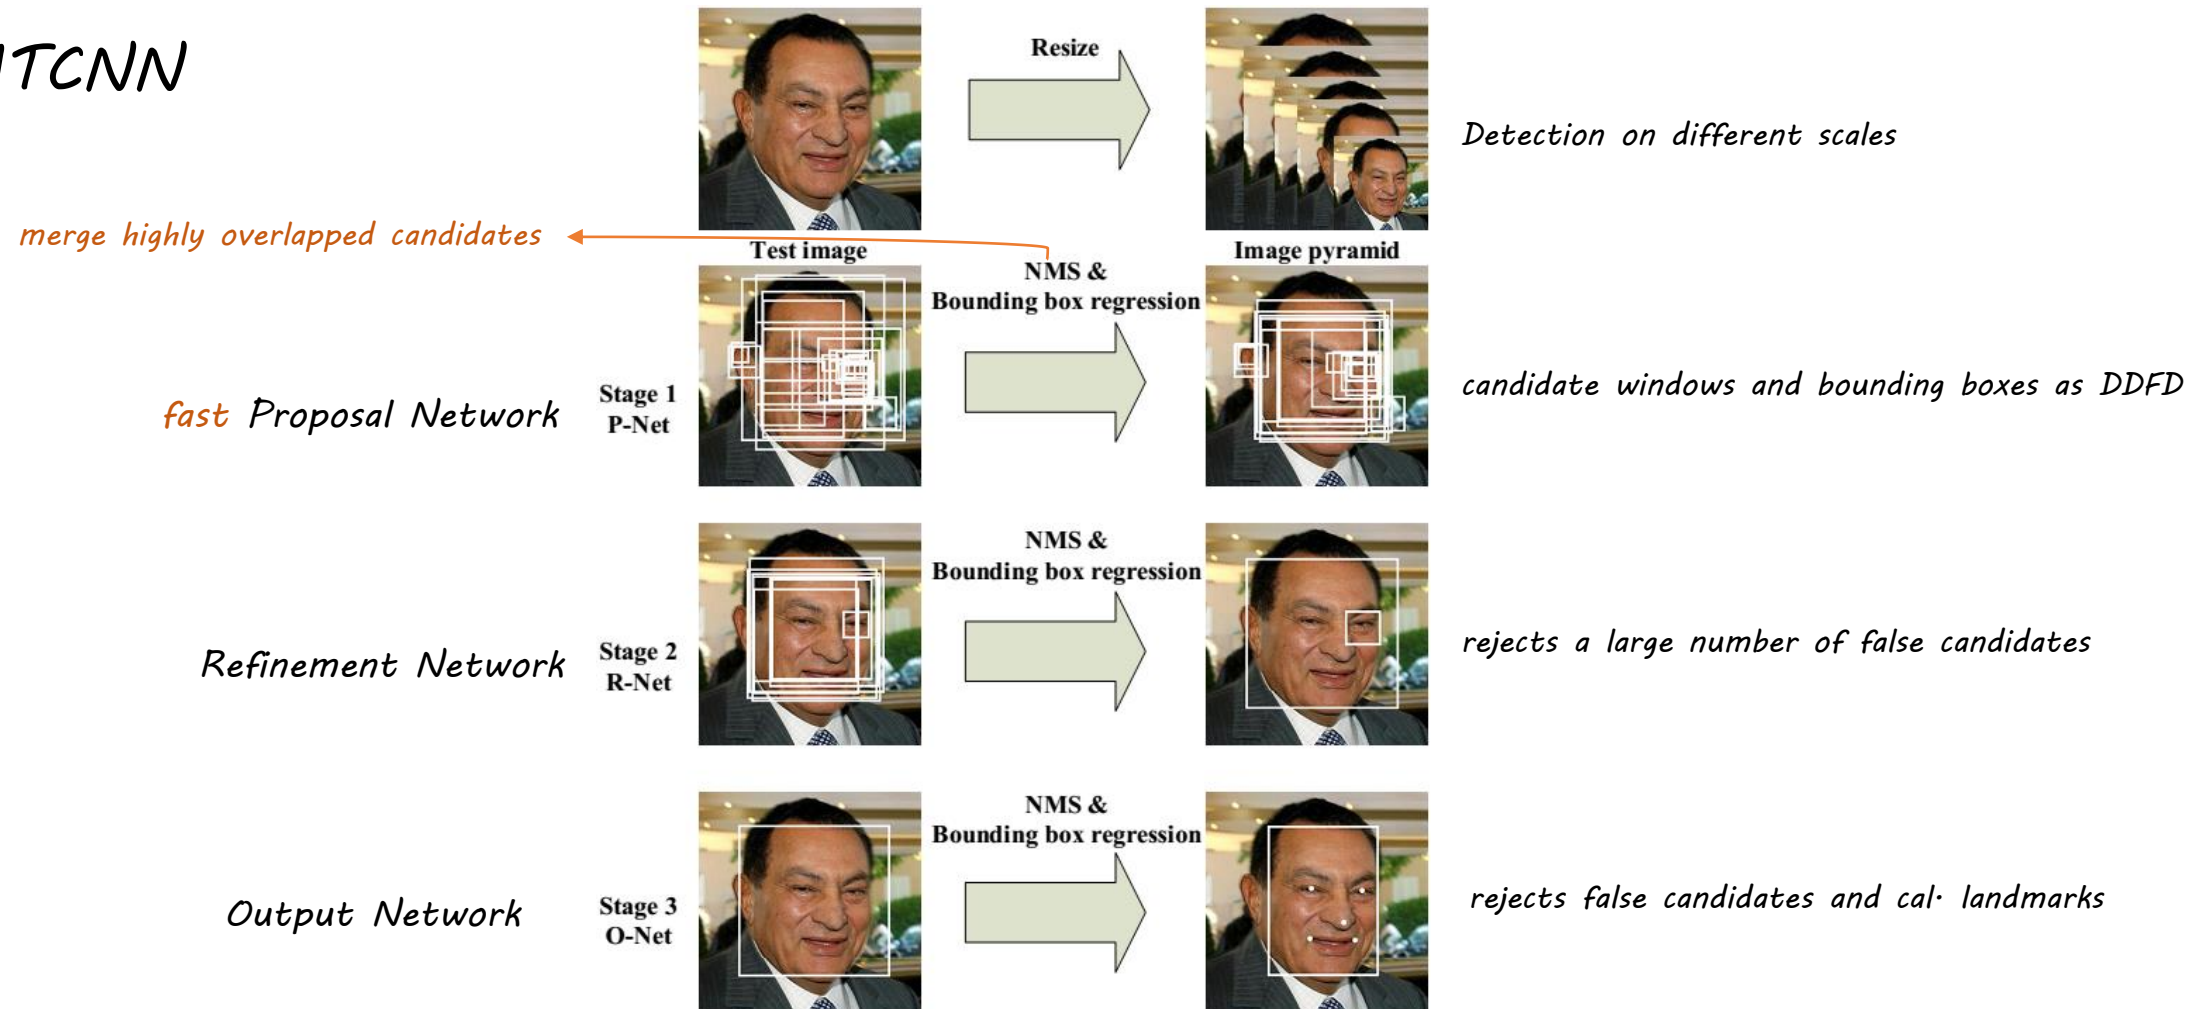 TCNN
Resize
Detection on different scales
merge highly overlapped candidates
Test image
Image pyramid
NMS &
Bounding box regression
fast Proposal Network
Stage 1
P-Net
candidate windows and bounding boxes as DDFD
NMS &
Bounding box regression
Refinement Network
Stage 2
R-Net
rejects a large number of false candidates
NMS &
Bounding box regression
Output Network
Stage 3
O-Net
rejects false candidates and cal· landmarks